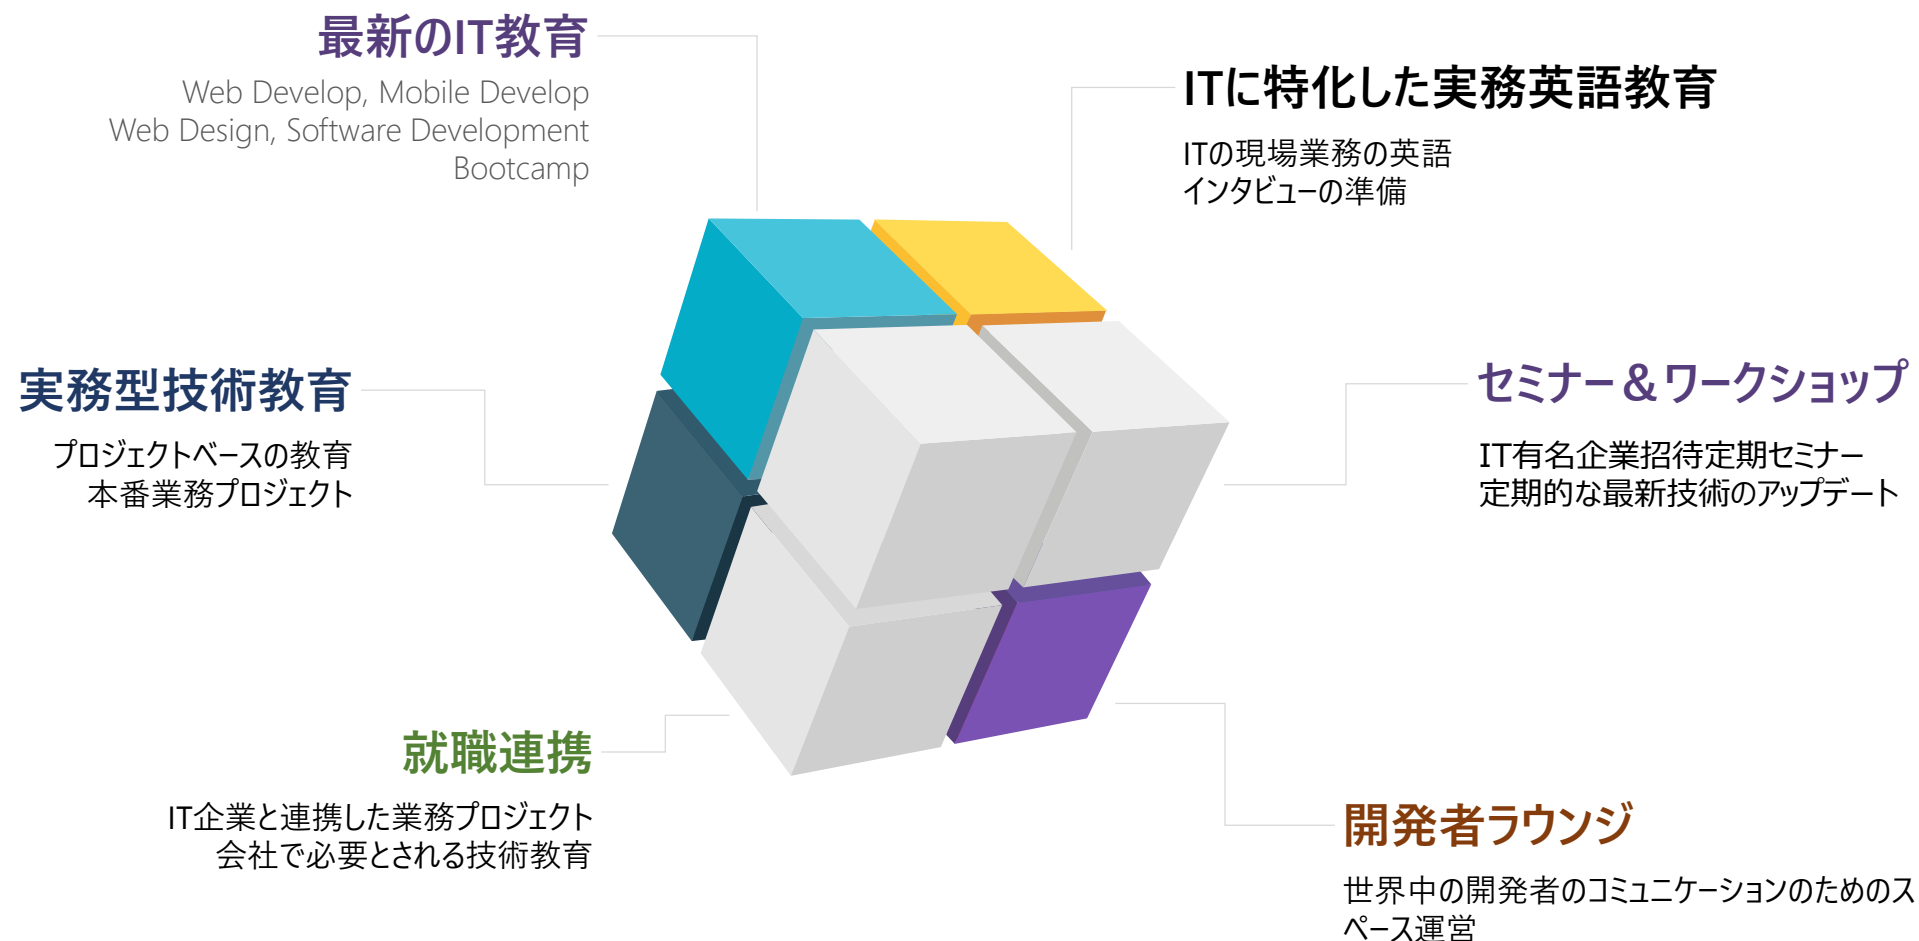 最新のIT教育
Web Develop, Mobile Develop
Web Design, Software Development
Bootcamp
ITに特化した実務英語教育
ITの現場業務の英語
インタビューの準備
実務型技術教育
プロジェクトベースの教育
本番業務プロジェクト
セミナー＆ワークショップ
IT有名企業招待定期セミナー
定期的な最新技術のアップデート
就職連携
IT企業と連携した業務プロジェクト
会社で必要とされる技術教育
開発者ラウンジ
世界中の開発者のコミュニケーションのためのス
ペース運営